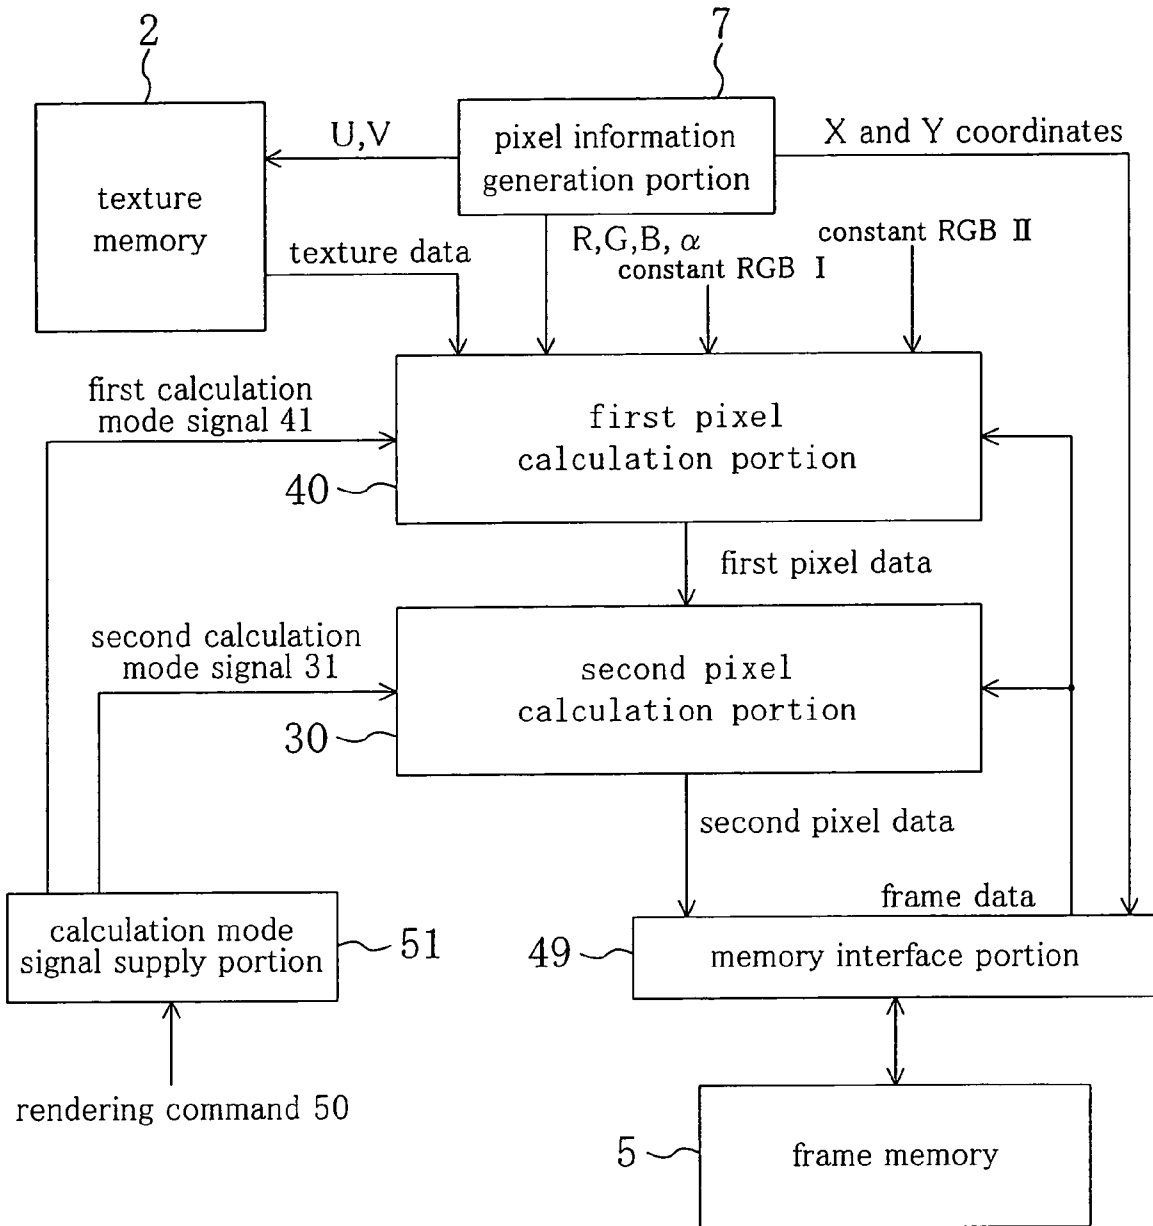 2
7
U,V
pixel information
generation portion
X and Y coordinates
texture
memory
texture data
R,G,B, α
constant RGB I
constant RGB II
first calculation
mode signal 41
first pixel
calculation portion
40
first pixel data
second calculation
mode signal 31
second pixel
calculation portion
30
second pixel data
frame data
calculation mode
signal supply portion
51
49
memory interface portion
rendering command 50
5
frame memory